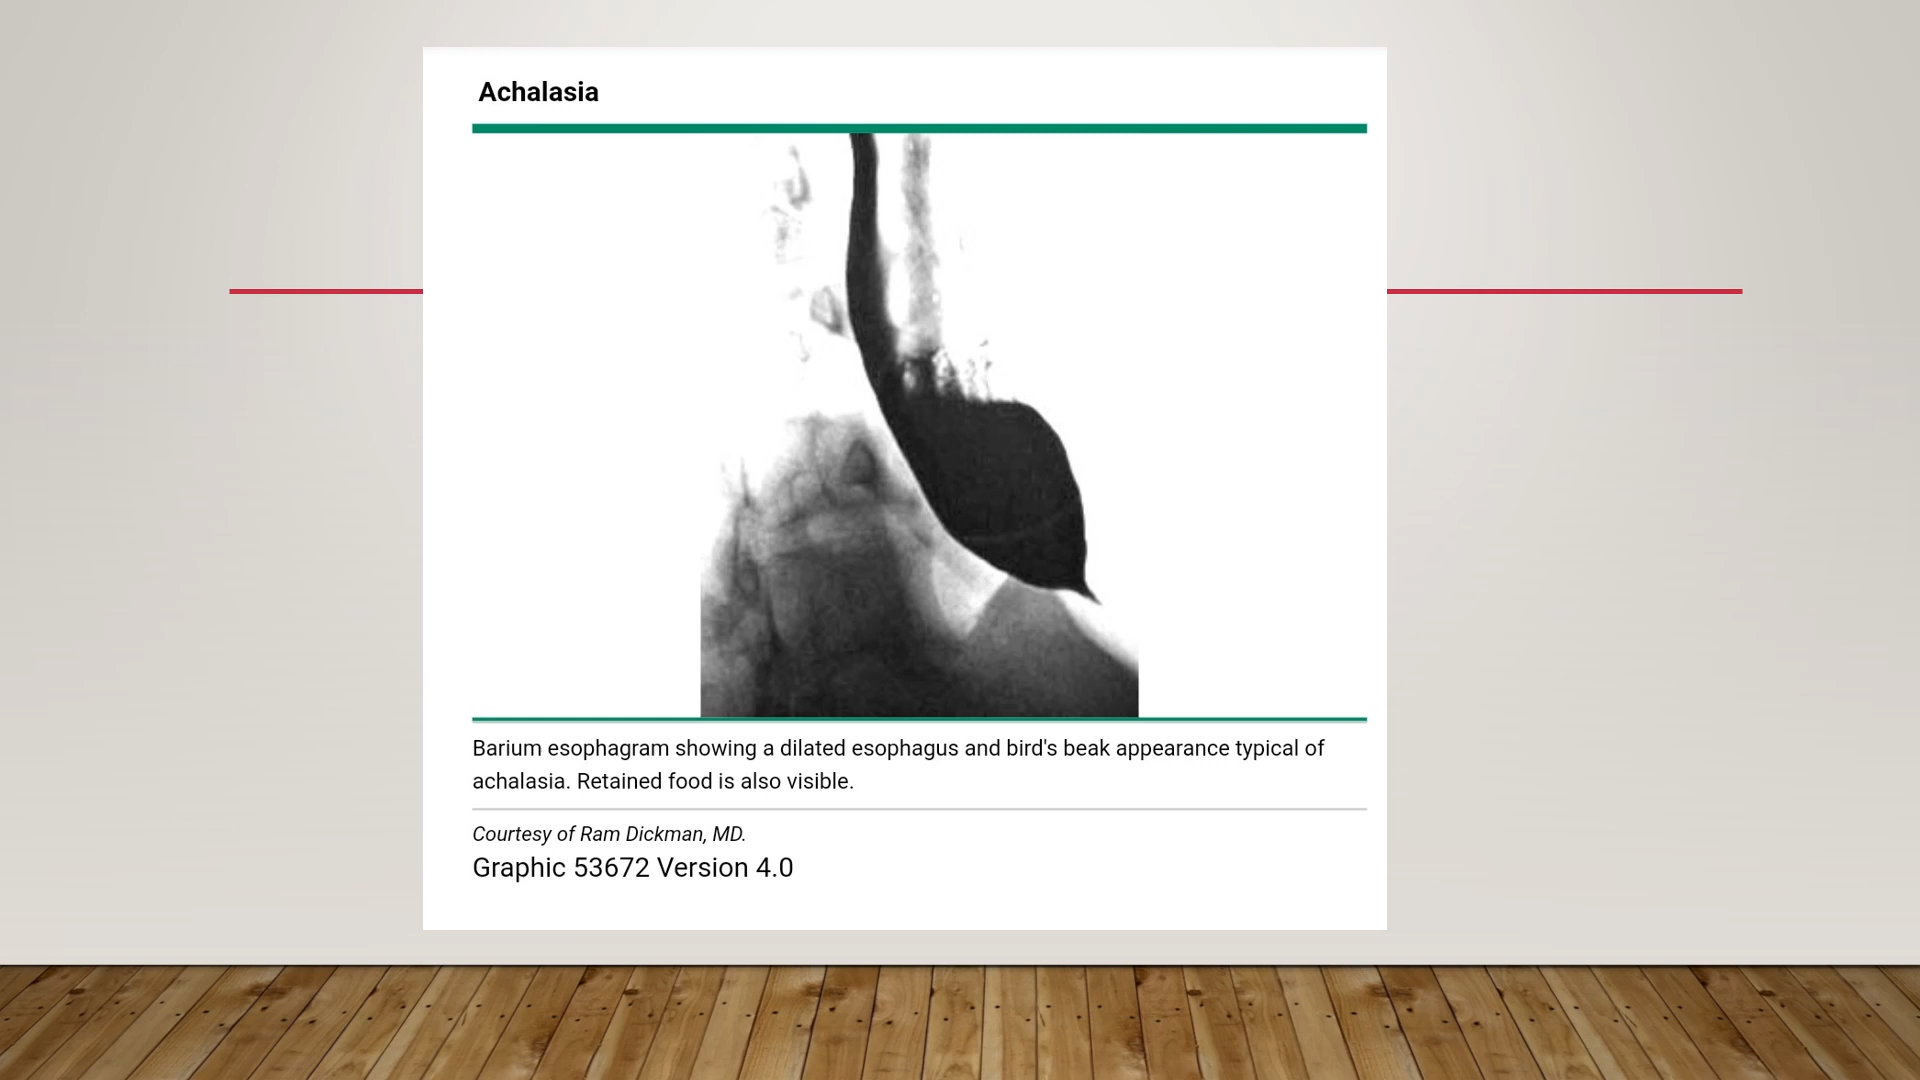 Achalasia
Barium esophagram showing a dilated esophagus and bird's beak appearance typical of
achalasia. Retained food is also visible.
Courtesy of Ram Dickman, MD.
Graphic 53672 Version 4.0